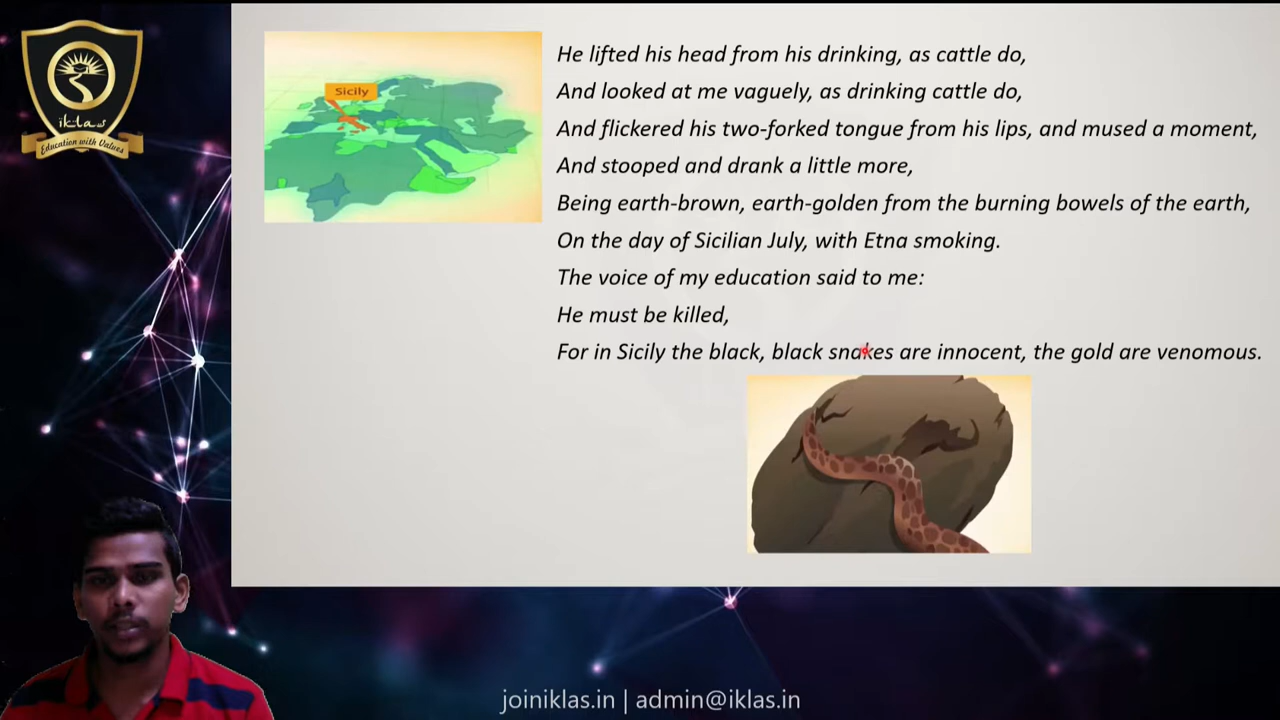 iklas
Education with Values
Sicily
He lifted his head from his drinking, as cattle do,
And looked at me vaguely, as drinking cattle do,
And flickered his two-forked tongue from his lips, and mused a moment,
And stooped and drank a little more,
Being earth-brown, earth-golden from the burning bowels of the earth,
On the day of Sicilian July, with Etna smoking.
The voice of my education said to me:
He must be killed,
For in Sicily the black, black snakes are innocent, the gold are venomous.
joiniklas.in | admin@iklas.in